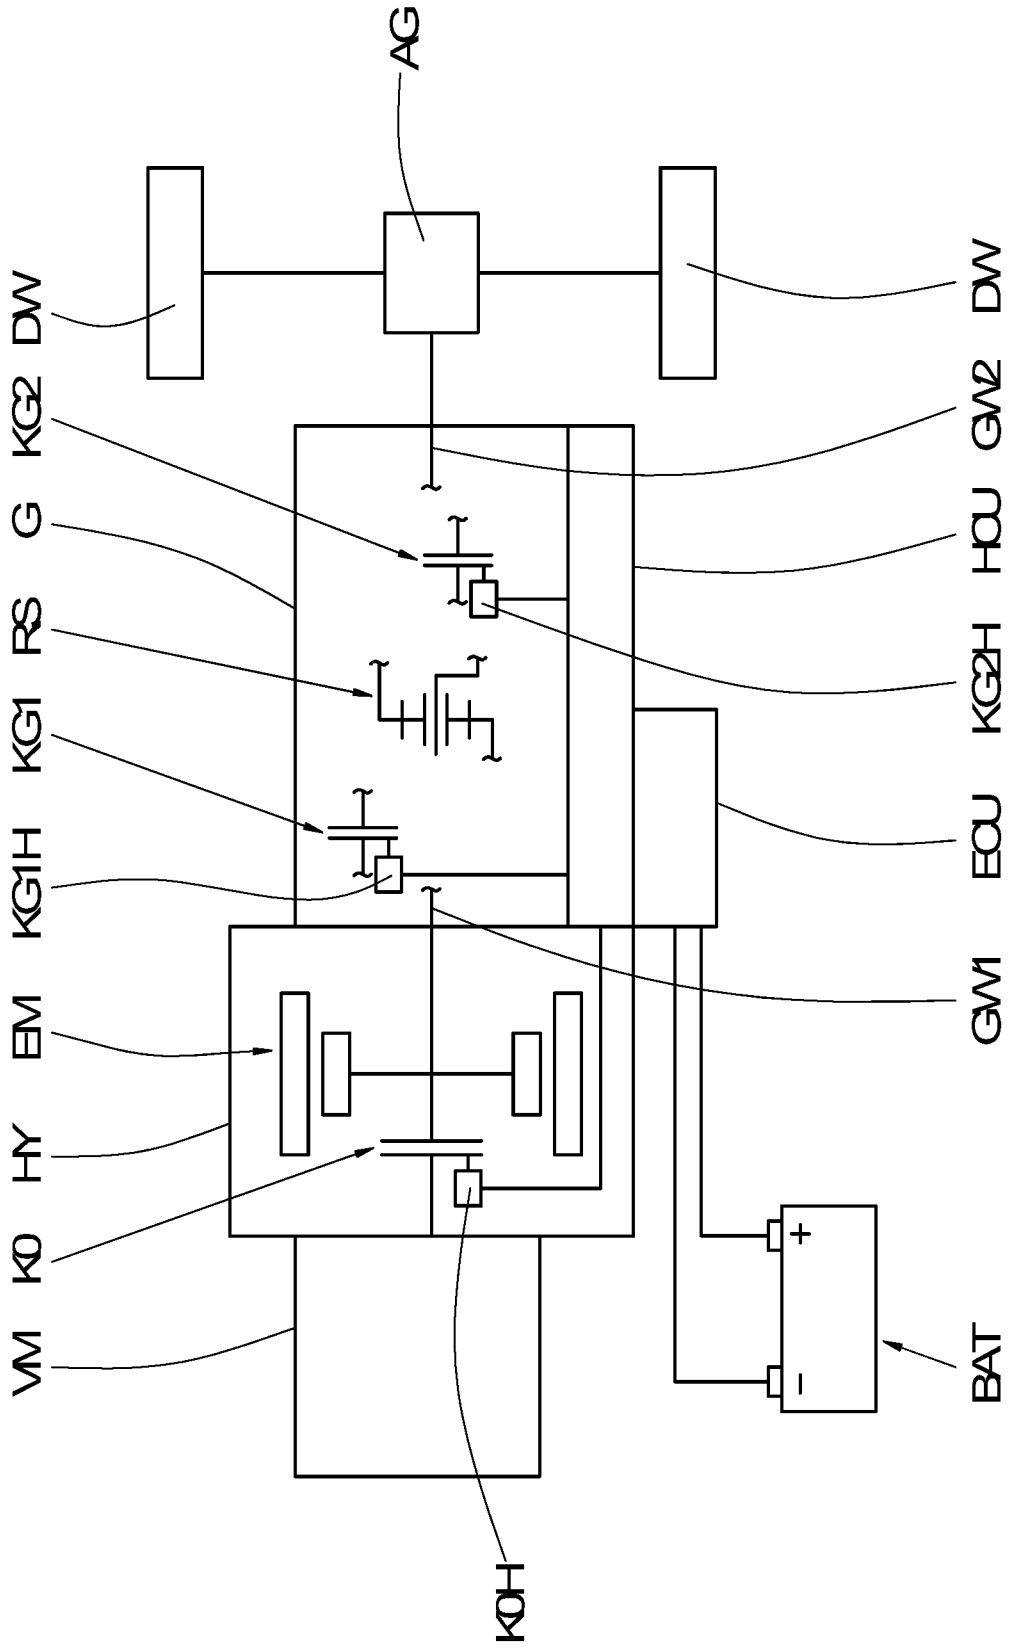 VM
K0
HY
EM
KG1H
KG1
RS
G
KG2
DW
AG
K0H
−
+
BAT
GW1
ECU
KG2H
HCU
GW2
DW